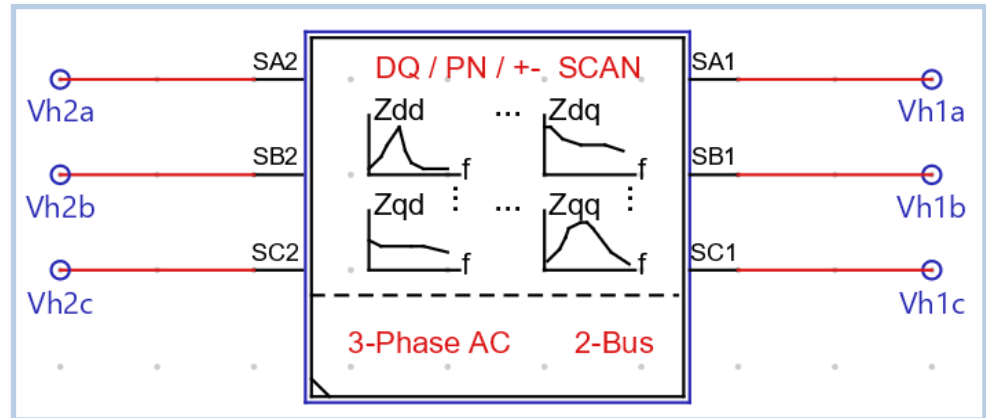 SA2
DQ / PN / +- SCAN
SA1
Vh2a
Zdd
...
Zdq
Vh1a
f
f
SB2
SB1
Vh2b
Zqd
...
Zqq
Vh1b
f
f
SC2
SC1
Vh2c
Vh1c
3-Phase AC
2-Bus